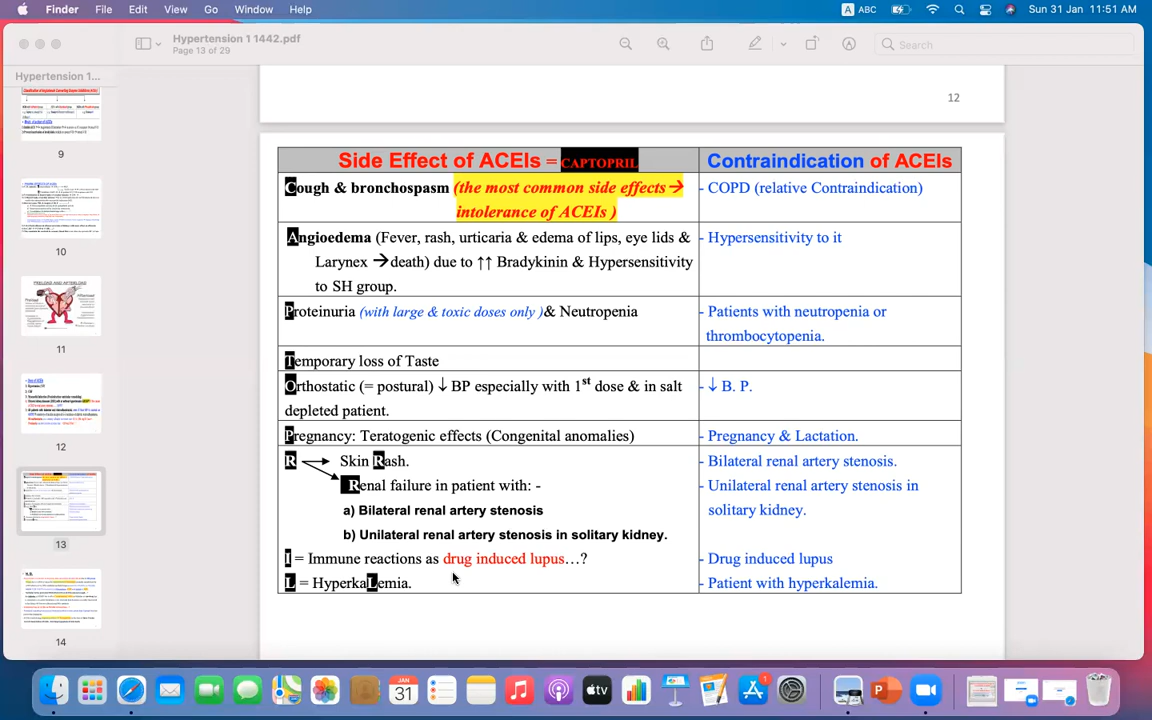 Finder File Edit View Go Window Help
A ABC Sun 31 Jan 11:51 AM
Hypertension 1 1442.pdf
Page 13 of 29
Search
Hypertension 1...
9
10
11
12
13
14
12
Side Effect of ACEIs = CAPTOPRIL
Contraindication of ACEIs
Cough & bronchospasm (the most common side effects →
intolerance of ACEIs )
- COPD (relative Contraindication)
Angioedema (Fever, rash, urticaria & edema of lips, eye lids &
Larynex →death) due to ↑↑ Bradykinin & Hypersensitivity
to SH group.
- Hypersensitivity to it
Proteinuria (with large & toxic doses only )& Neutropenia
- Patients with neutropenia or
thrombocytopenia.
Temporary loss of Taste
Orthostatic (= postural) ↓ BP especially with 1st dose & in salt
depleted patient.
- ↓ B. P.
Pregnancy: Teratogenic effects (Congenital anomalies)
- Pregnancy & Lactation.
R → Skin Rash.
Renal failure in patient with: -
a) Bilateral renal artery stenosis
b) Unilateral renal artery stenosis in solitary kidney.
- Bilateral renal artery stenosis.
- Unilateral renal artery stenosis in
solitary kidney.
I = Immune reactions as drug induced lupus…?
- Drug induced lupus
L = HyperkaLemia.
- Patient with hyperkalemia.
JAN
31
tv
1